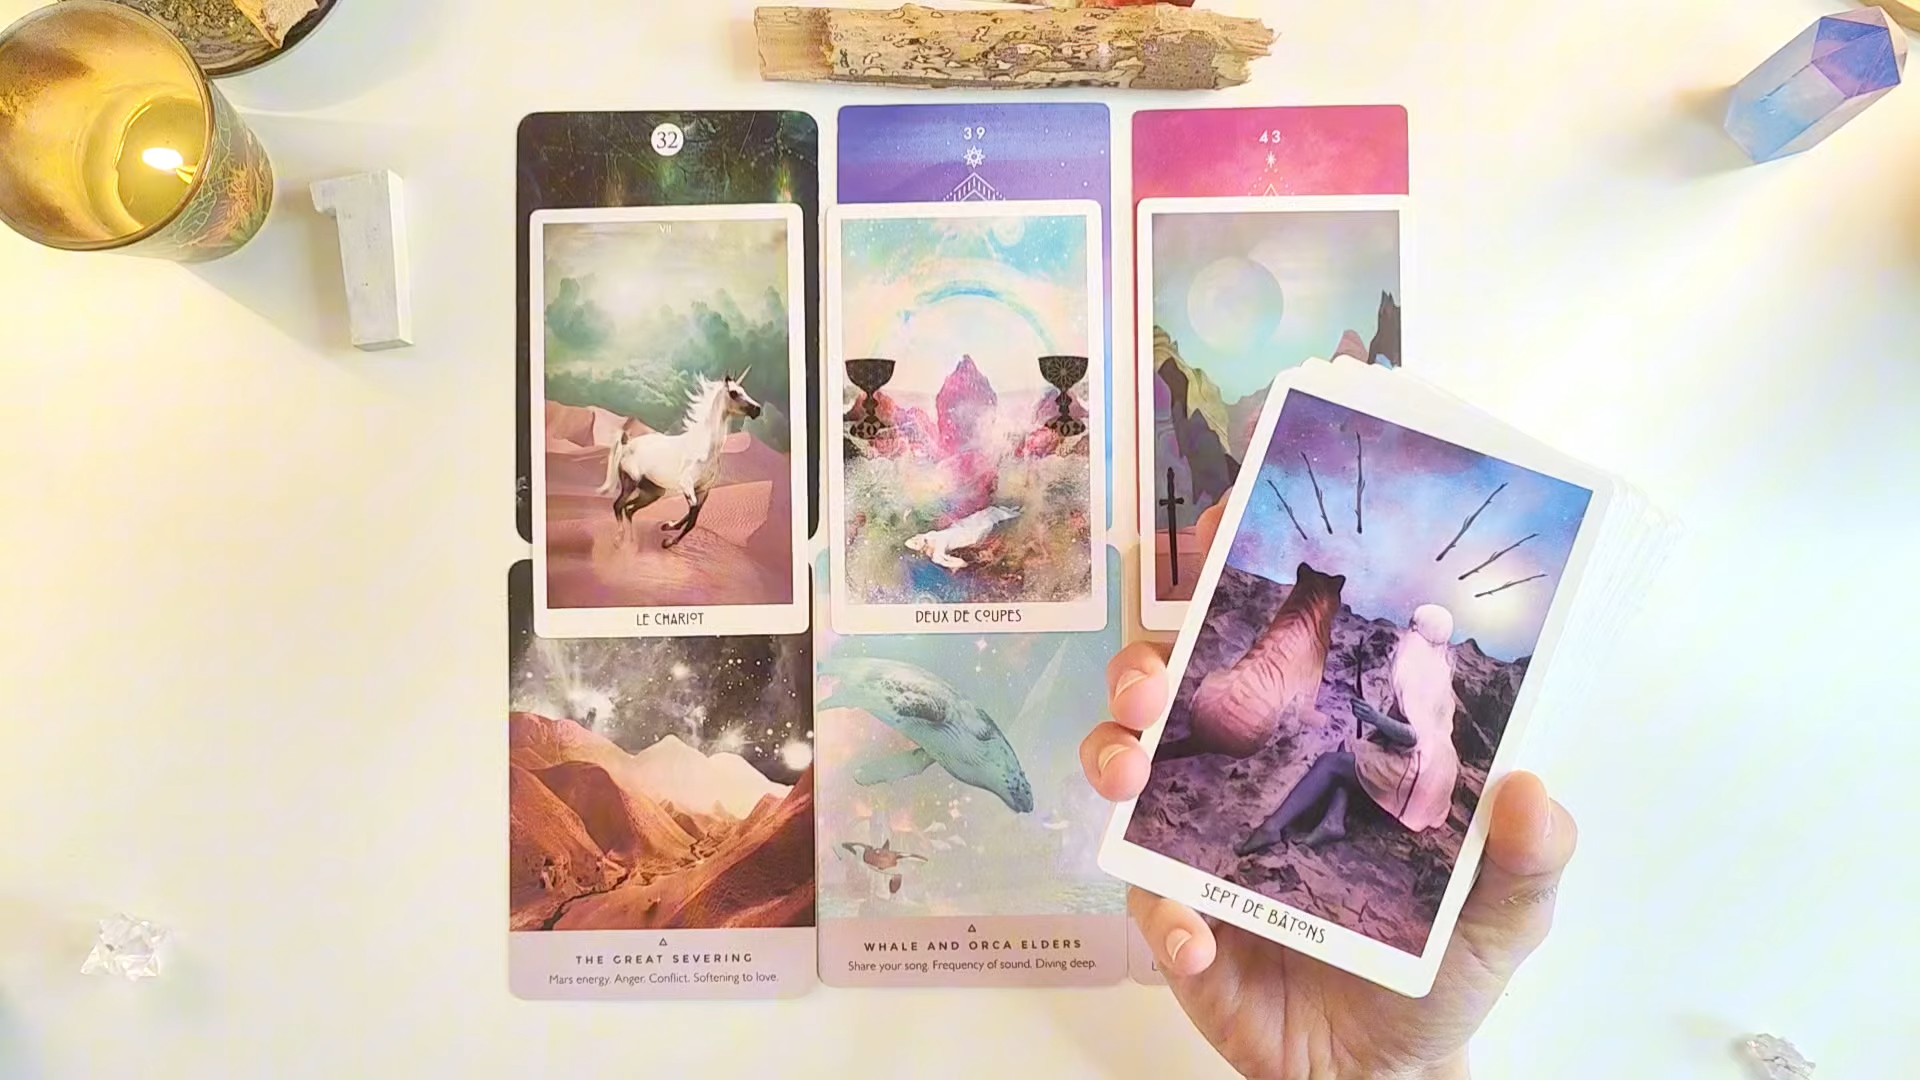 32
39
43
VII
LE CHARIOT
DEUX DE COUPES
SEPT DE BÂTONS
THE GREAT SEVERING
Mars energy. Anger. Conflict. Softening to love.
WHALE AND ORCA ELDERS
Share your song. Frequency of sound. Diving deep.
L
1